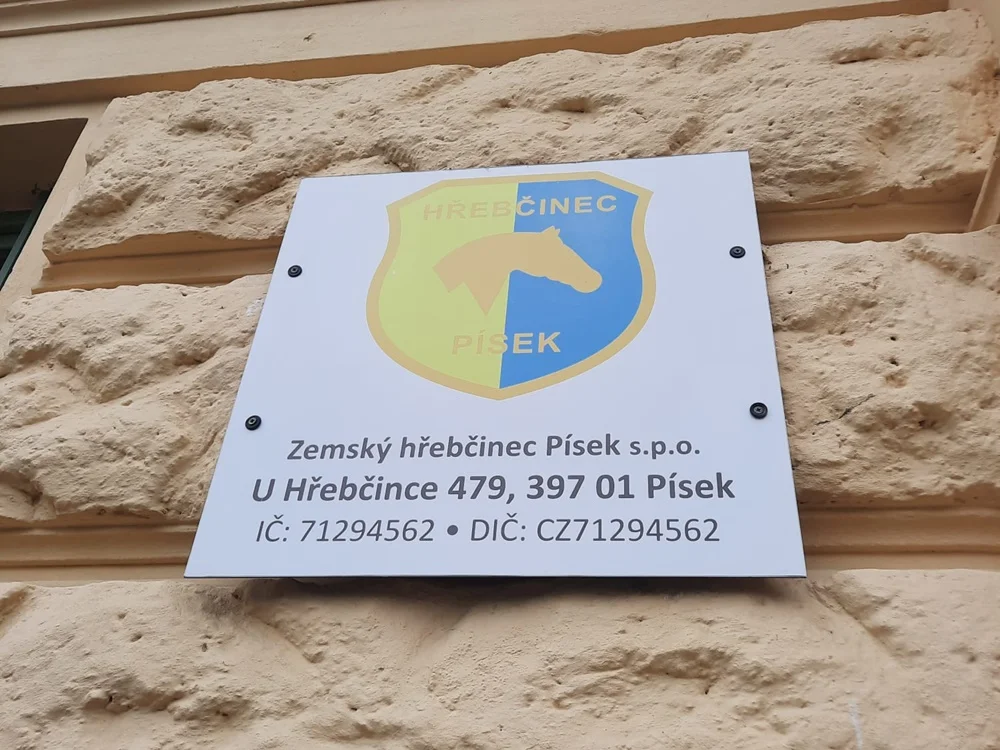 HŘEBČINEC
PÍSEK
Zemský hřebčinec Písek s.p.o.
U Hřebčince 479, 397 01 Písek
IČ: 71294562 • DIČ: CZ71294562